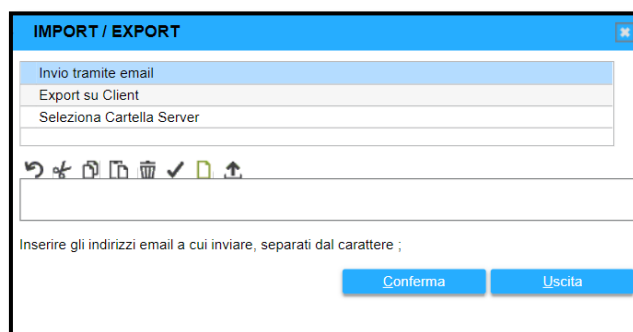 IMPORT / EXPORT
Invio tramite email
Export su Client
Seleziona Cartella Server
Inserire gli indirizzi email a cui inviare, separati dal carattere ;
Conferma Uscita